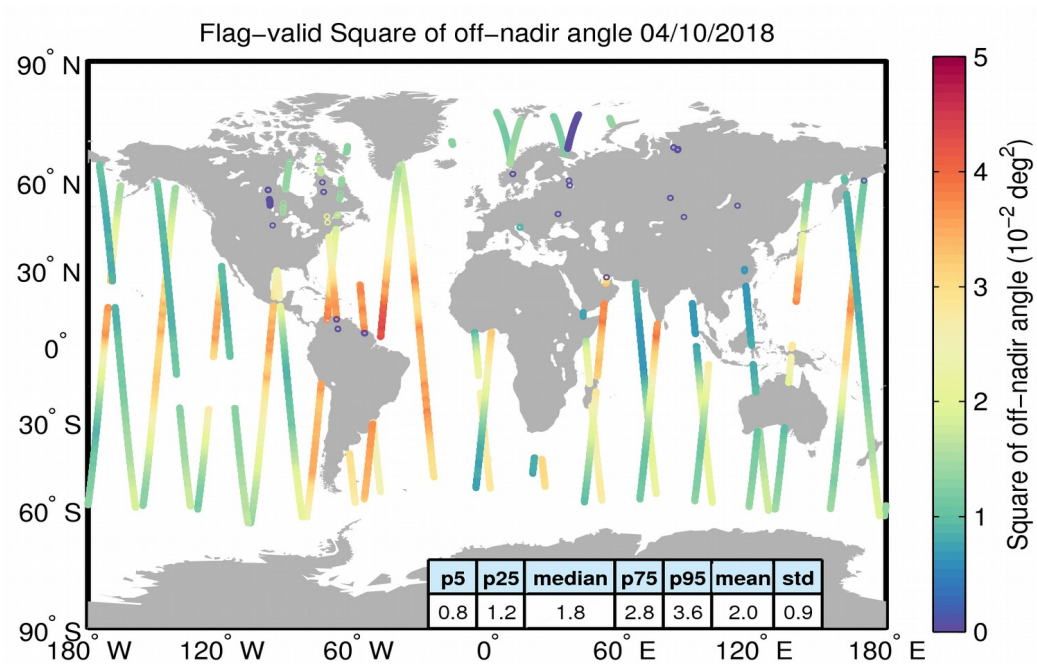 Flag−valid Square of off−nadir angle 04/10/2018
90° N
60° N
30° N
0°
30° S
60° S
90° S
180° W
120° W
60° W
0°
60° E
120° E
180° E
p5 p25 median p75 p95 mean std
0.8 1.2 1.8 2.8 3.6 2.0 0.9
5
4
3
2
1
0
Square of off−nadir angle (10⁻² deg²)